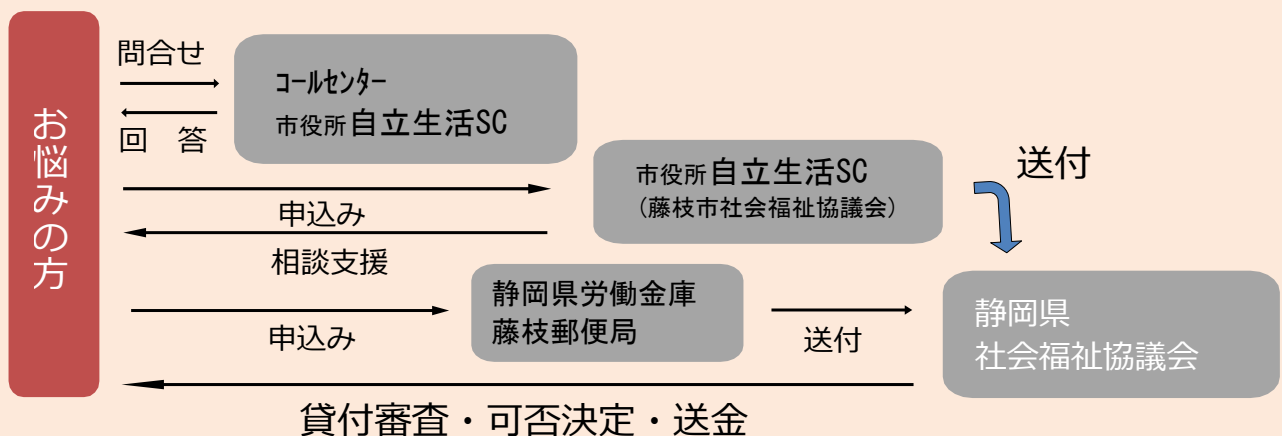 お悩みの方
問合せ
回 答
コールセンター
市役所自立生活SC
申込み
相談支援
市役所自立生活SC
(藤枝市社会福祉協議会)
送付
申込み
静岡県労働金庫
藤枝郵便局
送付
静岡県
社会福祉協議会
貸付審査・可否決定・送金